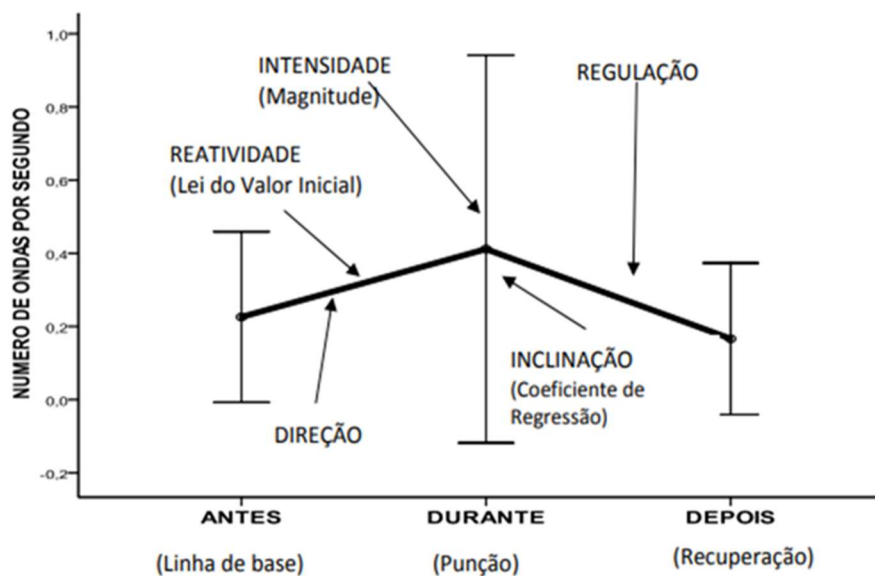 NUMERO DE ONDAS POR SEGUNDO
1,0
0,8
0,6
0,4
0,2
0,0
-0,2
INTENSIDADE
(Magnitude)
REGULAÇÃO
REATIVIDADE
(Lei do Valor Inicial)
INCLINAÇÃO
(Coeficiente de
Regressão)
DIREÇÃO
ANTES
DURANTE
DEPOIS
(Linha de base)
(Punção)
(Recuperação)